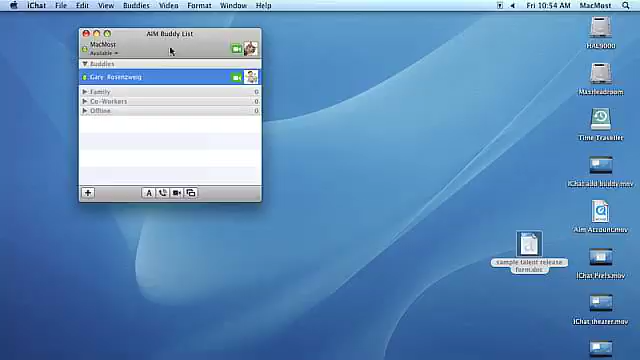 iChat File Edit View Buddies Video Format Window Help Fri 10:54 AM MacMost
AIM Buddy List
MacMost
Available
Buddies
Gary Rosenzweig
Family 0
Co-Workers 0
Offline 0
A
HAL9000
MaxHeadroom
Time Traveller
iChat add buddy.mov
Aim Account.mov
sample talent release
form.abs
iChat Prefs.mov
iChat theater.mov